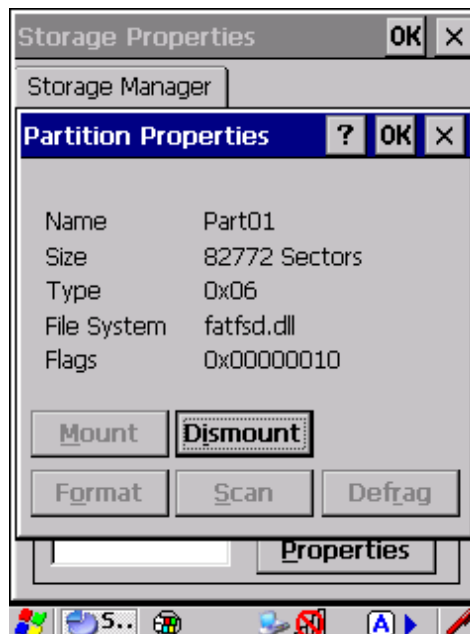 Storage Properties OK ×
Storage Manager
Partition Properties ? OK ×
Name Part01
Size 82772 Sectors
Type 0x06
File System fatfsd.dll
Flags 0x00000010
Mount Dismount
Format Scan Defrag
Properties
S.. A